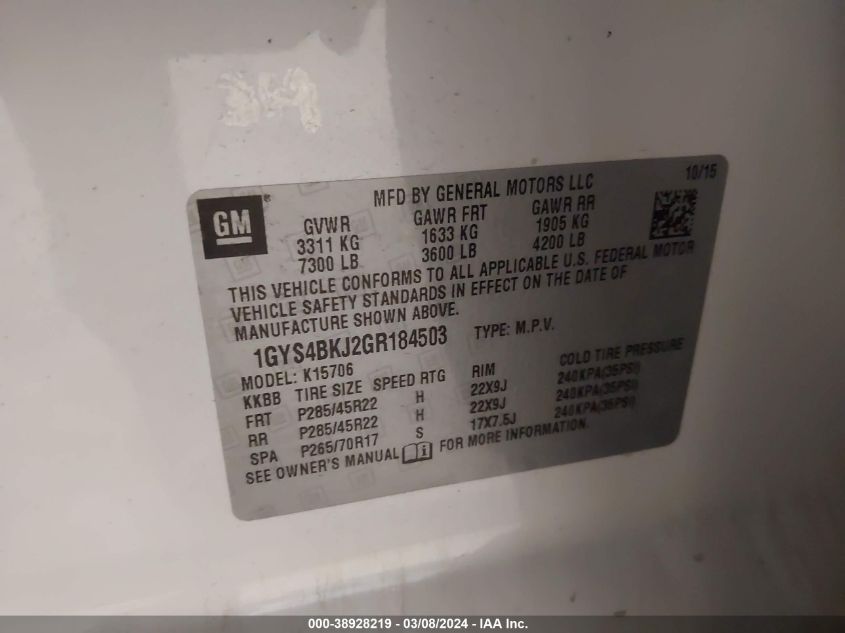 314
10/15
MFD BY GENERAL MOTORS LLC
GM ®
GVWR GAWR FRT GAWR RR
3311 KG 1633 KG 1905 KG
7300 LB 3600 LB 4200 LB
THIS VEHICLE CONFORMS TO ALL APPLICABLE U.S. FEDERAL MOTOR
VEHICLE SAFETY STANDARDS IN EFFECT ON THE DATE OF
MANUFACTURE SHOWN ABOVE.
1GYS4BKJ2GR184503 TYPE: M.P.V.
MODEL: K15706
KKBB TIRE SIZE SPEED RTG RIM COLD TIRE PRESSURE
FRT P285/45R22 H 22X9J 240KPA(35PSI)
RR P285/45R22 H 22X9J 240KPA(35PSI)
SPA P265/70R17 S 17X7.5J 240KPA(35PSI)
SEE OWNER'S MANUAL i FOR MORE INFORMATION.
000-38928219 - 03/08/2024 - IAA Inc.